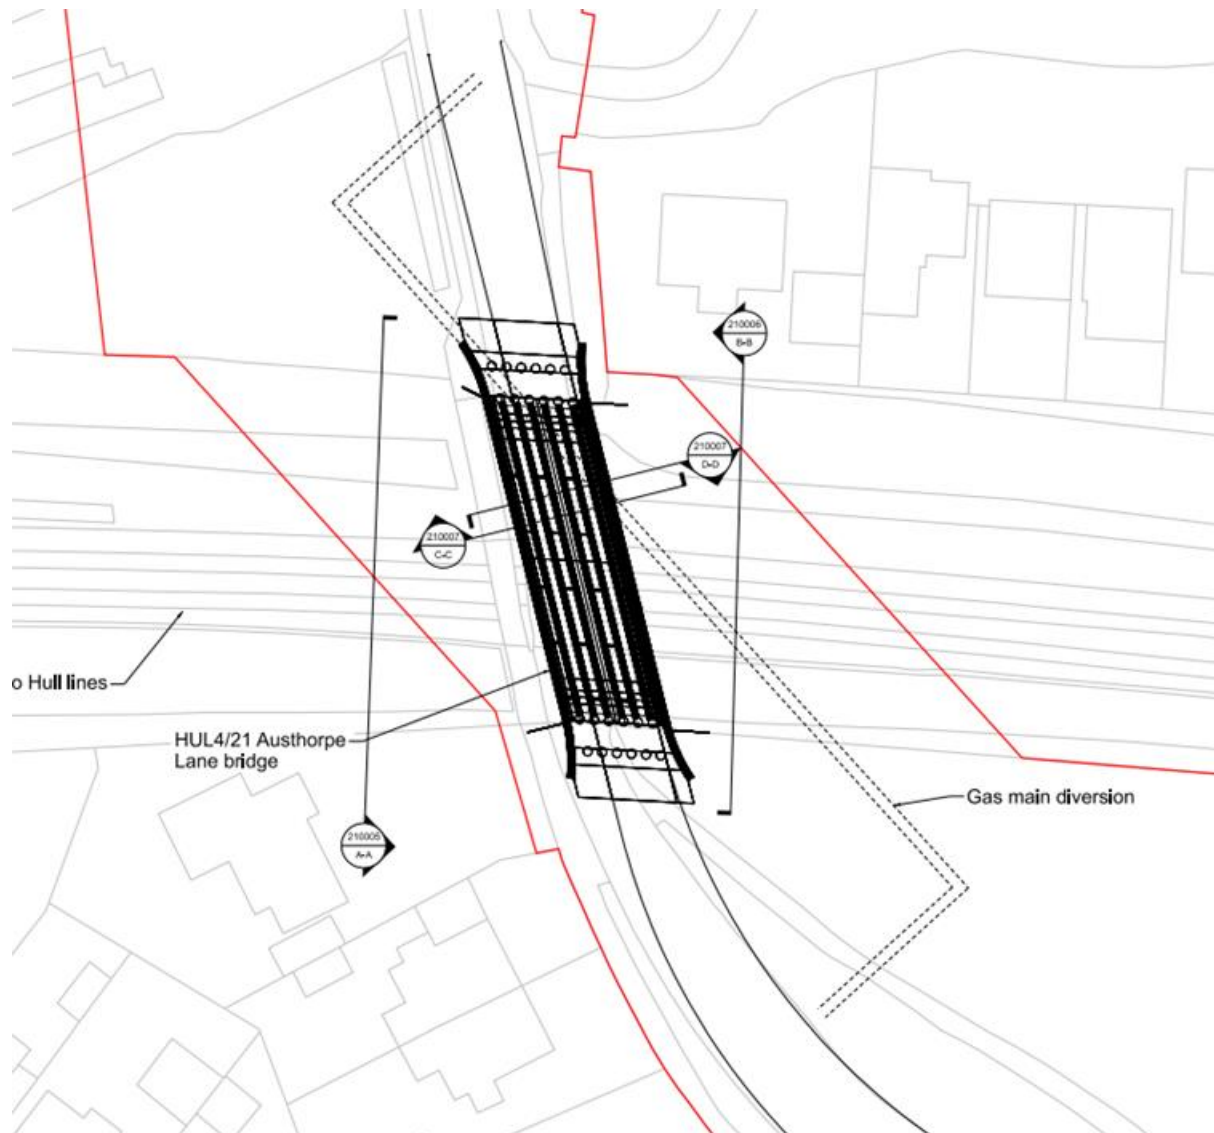 210006
B-B
210007
D-D
210007
C-C
o Hull lines
HUL4/21 Austhorpe
Lane bridge
Gas main diversion
210005
A-A